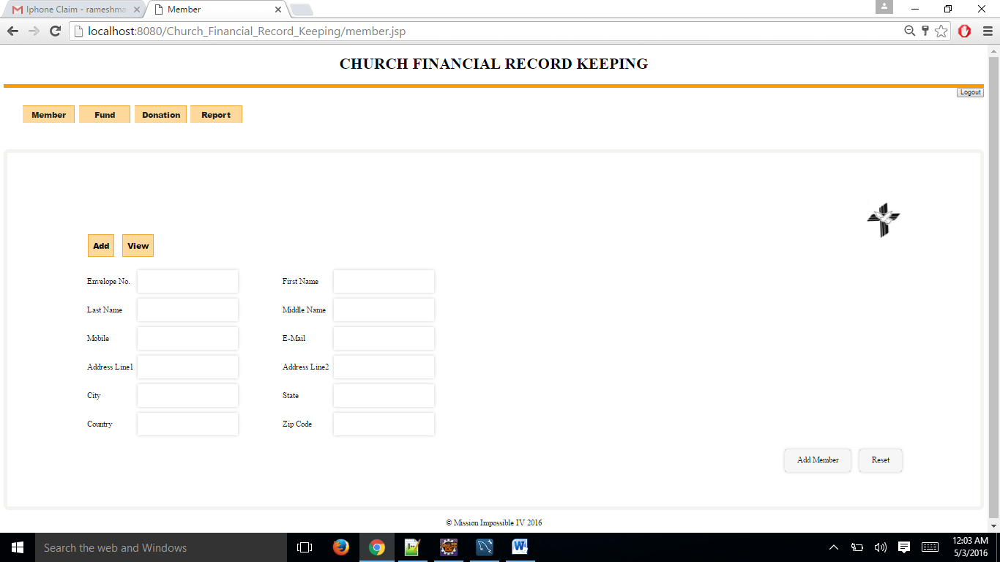 Iphone Claim - rameshma
Member
localhost:8080/Church_Financial_Record_Keeping/member.jsp
CHURCH FINANCIAL RECORD KEEPING
Logout
Member Fund Donation Report
Add View
Envelope No. First Name
Last Name Middle Name
Mobile E-Mail
Address Line1 Address Line2
City State
Country Zip Code
Add Member Reset
© Mission Impossible IV 2016
Search the web and Windows
12:03 AM
5/3/2016